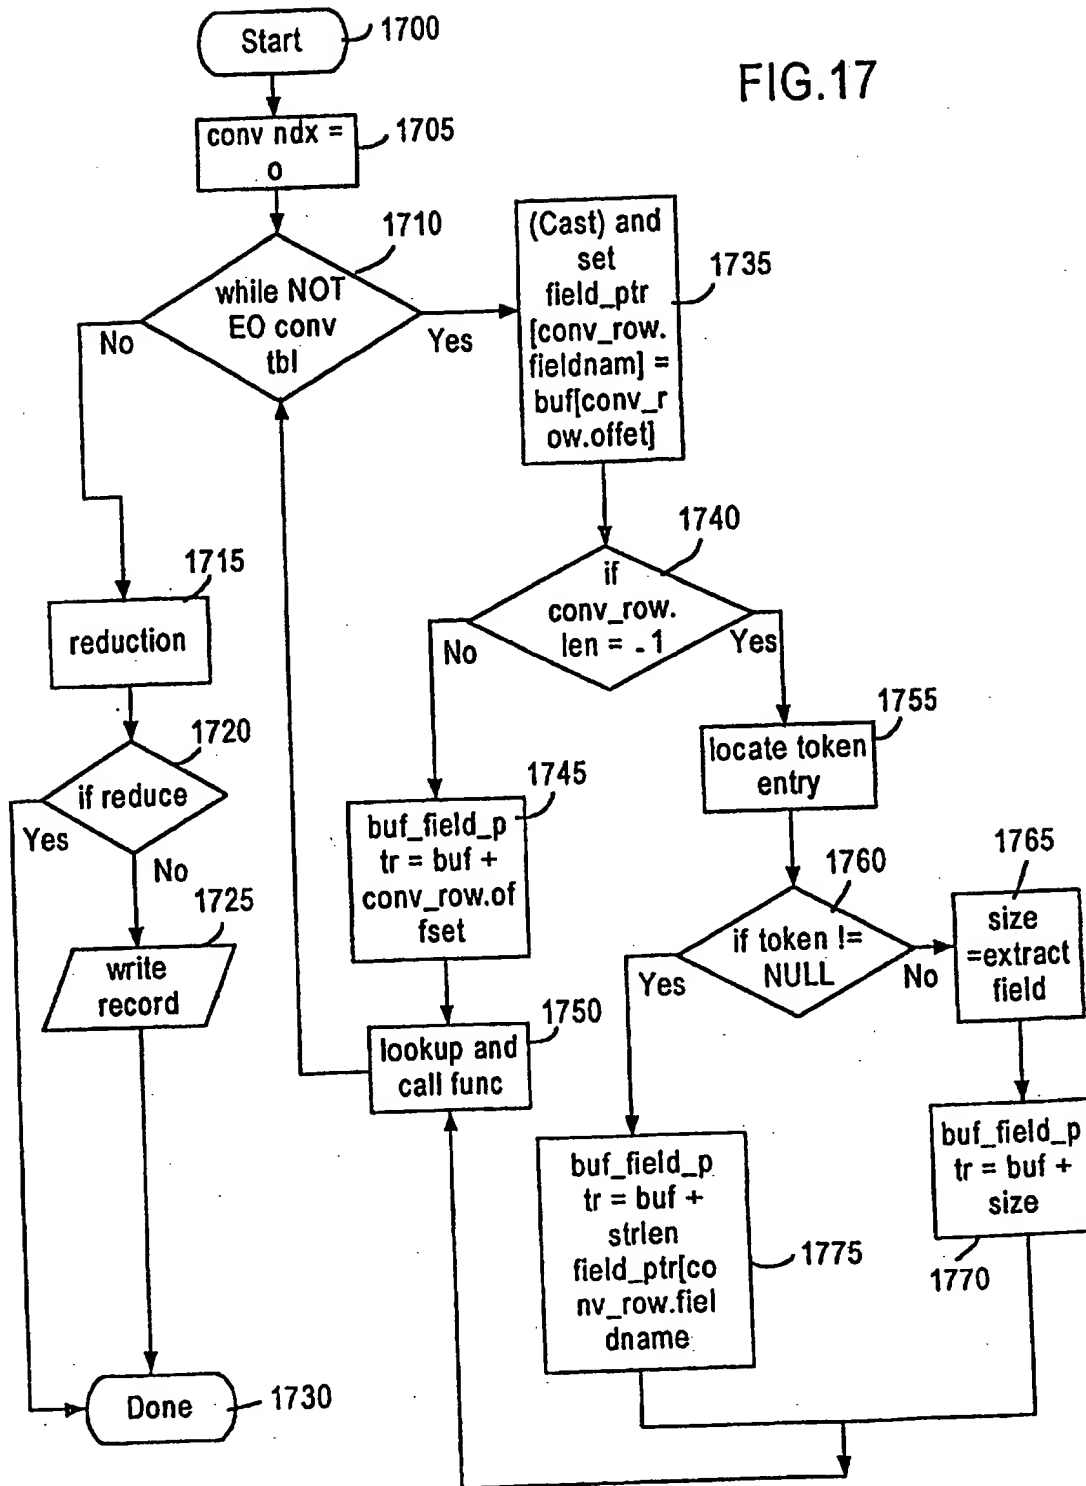 FIG.17
Start
1700
conv ndx =
o
1705
while NOT
EO conv
tbl
1710
No
Yes
(Cast) and
set
field_ptr
[conv_row.
fieldnam] =
buf[conv_r
ow.offet]
1735
if
conv_row.
len = -1
1740
No
Yes
reduction
1715
if reduce
1720
Yes
No
write
record
1725
Done
1730
buf_field_p
tr = buf +
conv_row.of
fset
1745
lookup and
call func
1750
locate token
entry
1755
if token !=
NULL
1760
Yes
No
size
=extract
field
1765
buf_field_p
tr = buf +
size
1770
buf_field_p
tr = buf +
strlen
field_ptr[co
nv_row.fiel
dname
1775